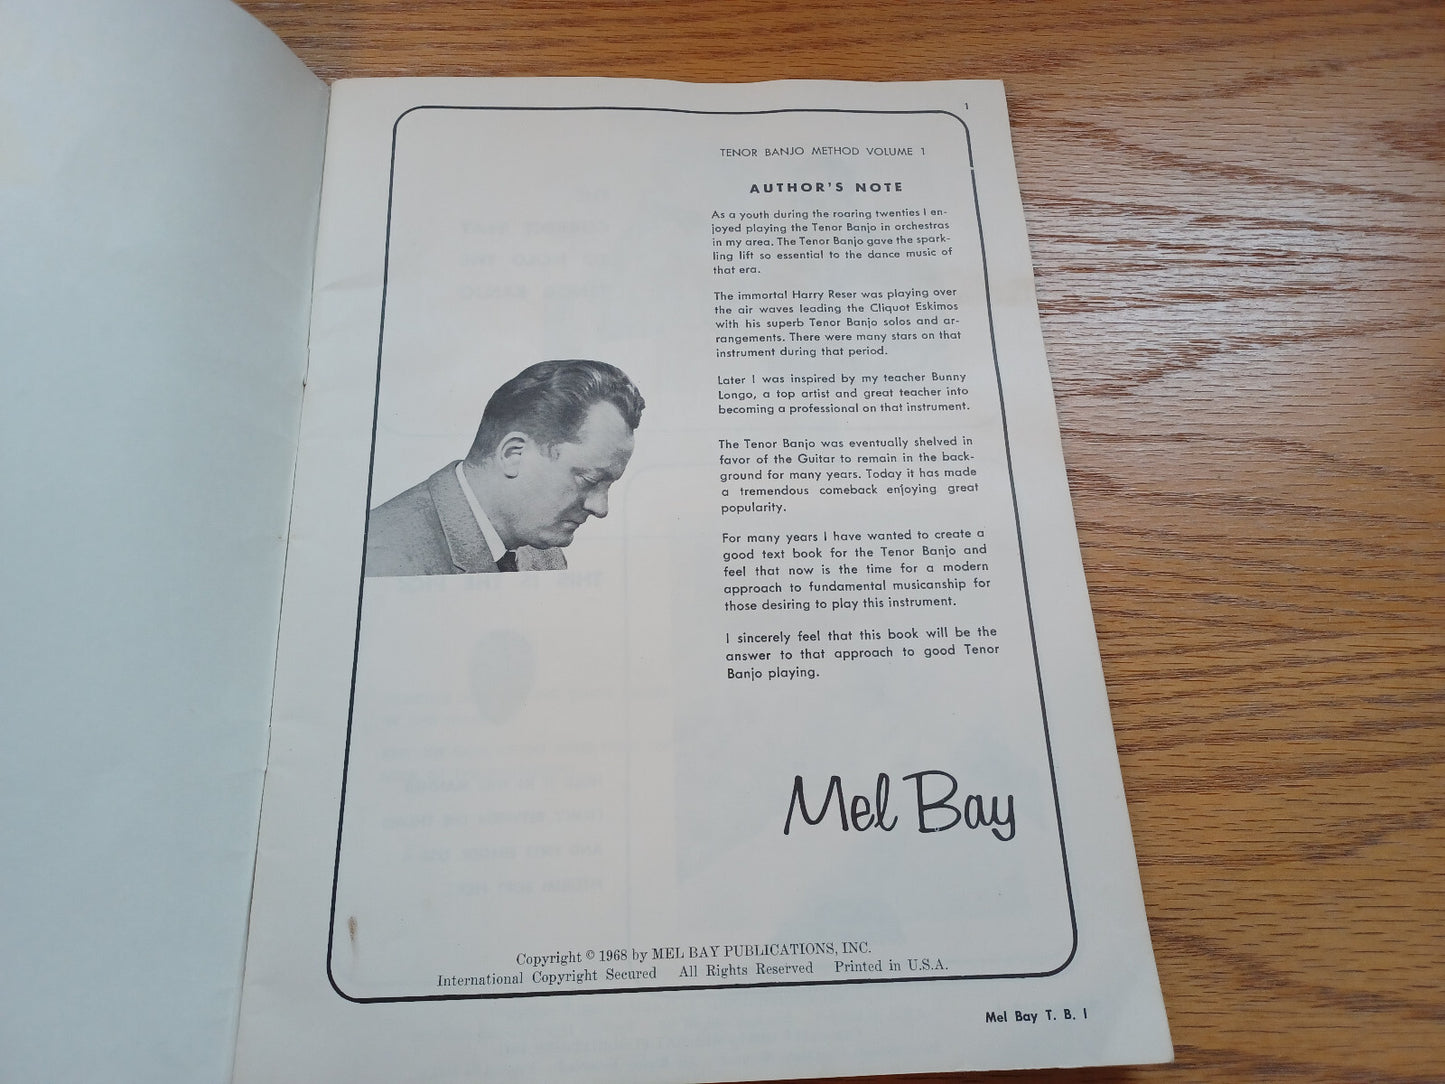 1
TENOR BANJO METHOD VOLUME 1
AUTHOR'S NOTE
As a youth during the roaring twenties I en-
joyed playing the Tenor Banjo in orchestras
in my area. The Tenor Banjo gave the spark-
ling lift so essential to the dance music of
that era.
The immortal Harry Reser was playing over
the air waves leading the Cliquot Eskimos
with his superb Tenor Banjo solos and ar-
rangements. There were many stars on that
instrument during that period.
Later I was inspired by my teacher Bunny
Longo, a top artist and great teacher into
becoming a professional on that instrument.
The Tenor Banjo was eventually shelved in
favor of the Guitar to remain in the back-
ground for many years. Today it has made
a tremendous comeback enjoying great
popularity.
For many years I have wanted to create a
good text book for the Tenor Banjo and
feel that now is the time for a modern
approach to fundamental musicanship for
those desiring to play this instrument.
I sincerely feel that this book will be the
answer to that approach to good Tenor
Banjo playing.
Mel Bay
Copyright © 1968 by MEL BAY PUBLICATIONS, INC.
International Copyright Secured All Rights Reserved Printed in U.S.A.
Mel Bay T. B. I